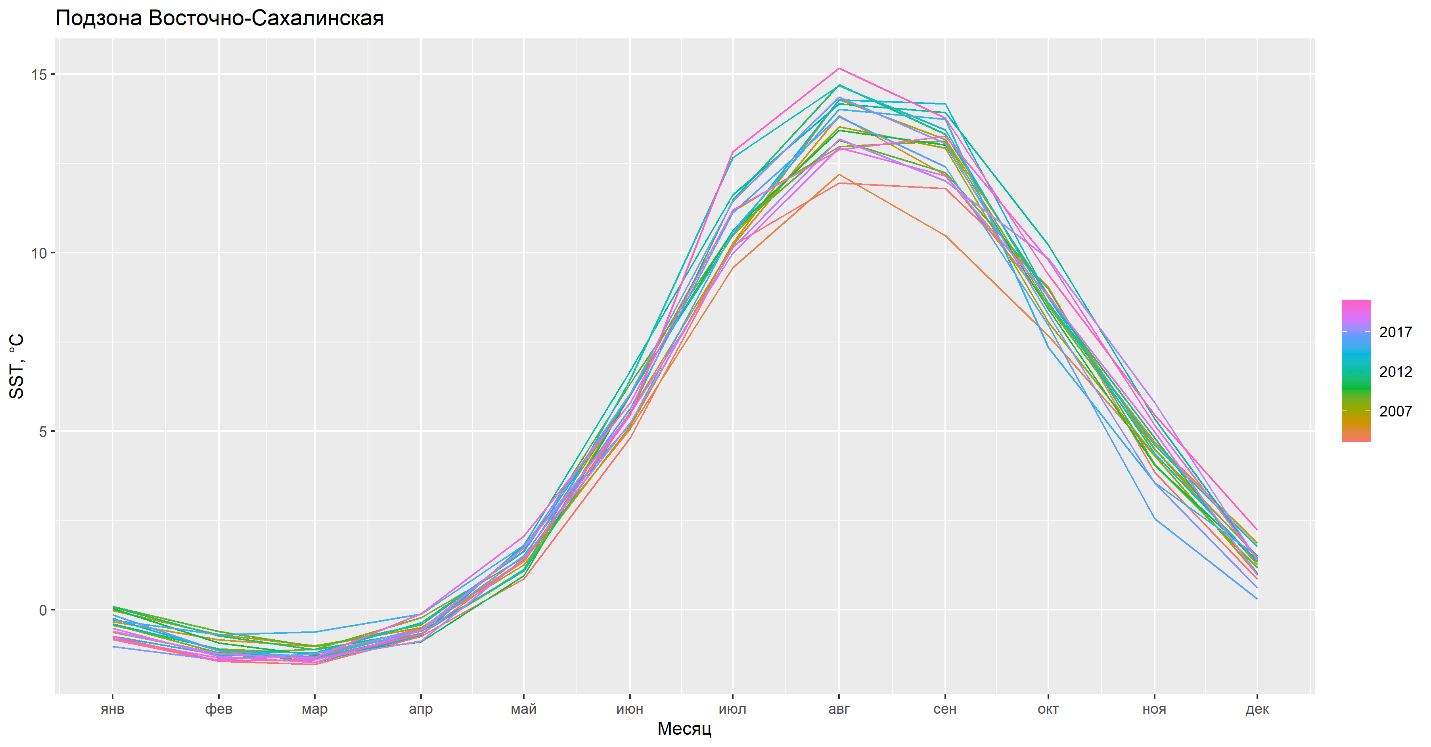 Подзона Восточно-Сахалинская
SST, °C
15
10
5
0
янв фев мар апр май июн июл авг сен окт ноя дек
Месяц
2017
2012
2007